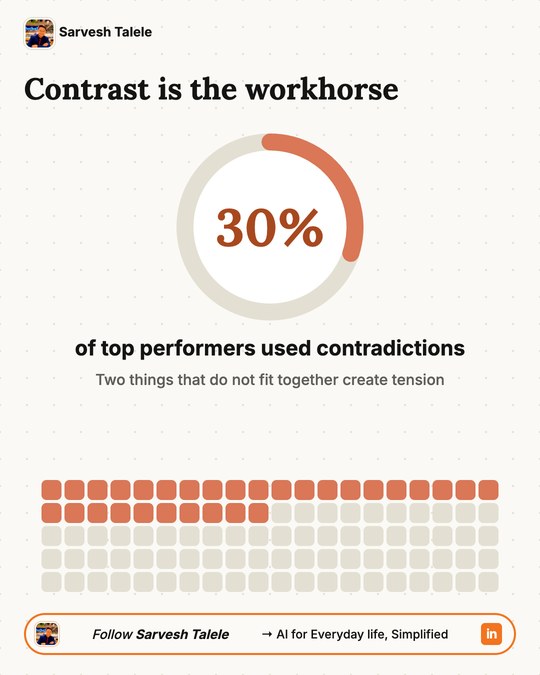 Sarvesh Talele
Contrast is the workhorse
30%
of top performers used contradictions
Two things that do not fit together create tension
Follow Sarvesh Talele → AI for Everyday life, Simplified in